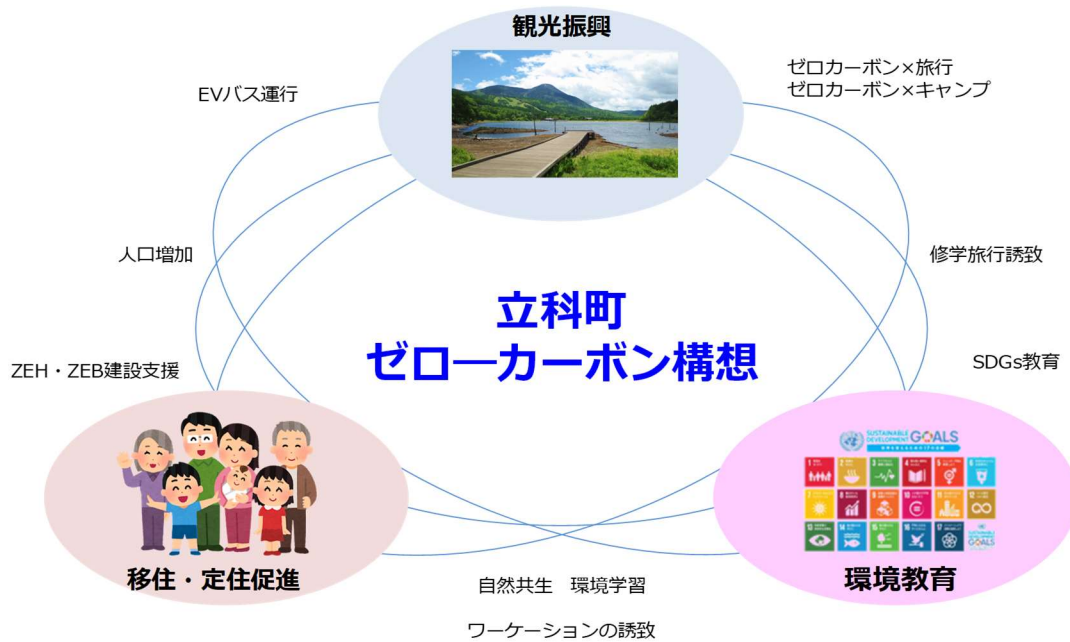 観光振興
EVバス運行
ゼロカーボン×旅行
ゼロカーボン×キャンプ
人口増加
修学旅行誘致
立科町
ゼロ―カーボン構想
ZEH・ZEB建設支援
SDGs教育
SUSTAINABLE
DEVELOPMENT GOALS
移住・定住促進
環境教育
自然共生　環境学習
ワーケーションの誘致